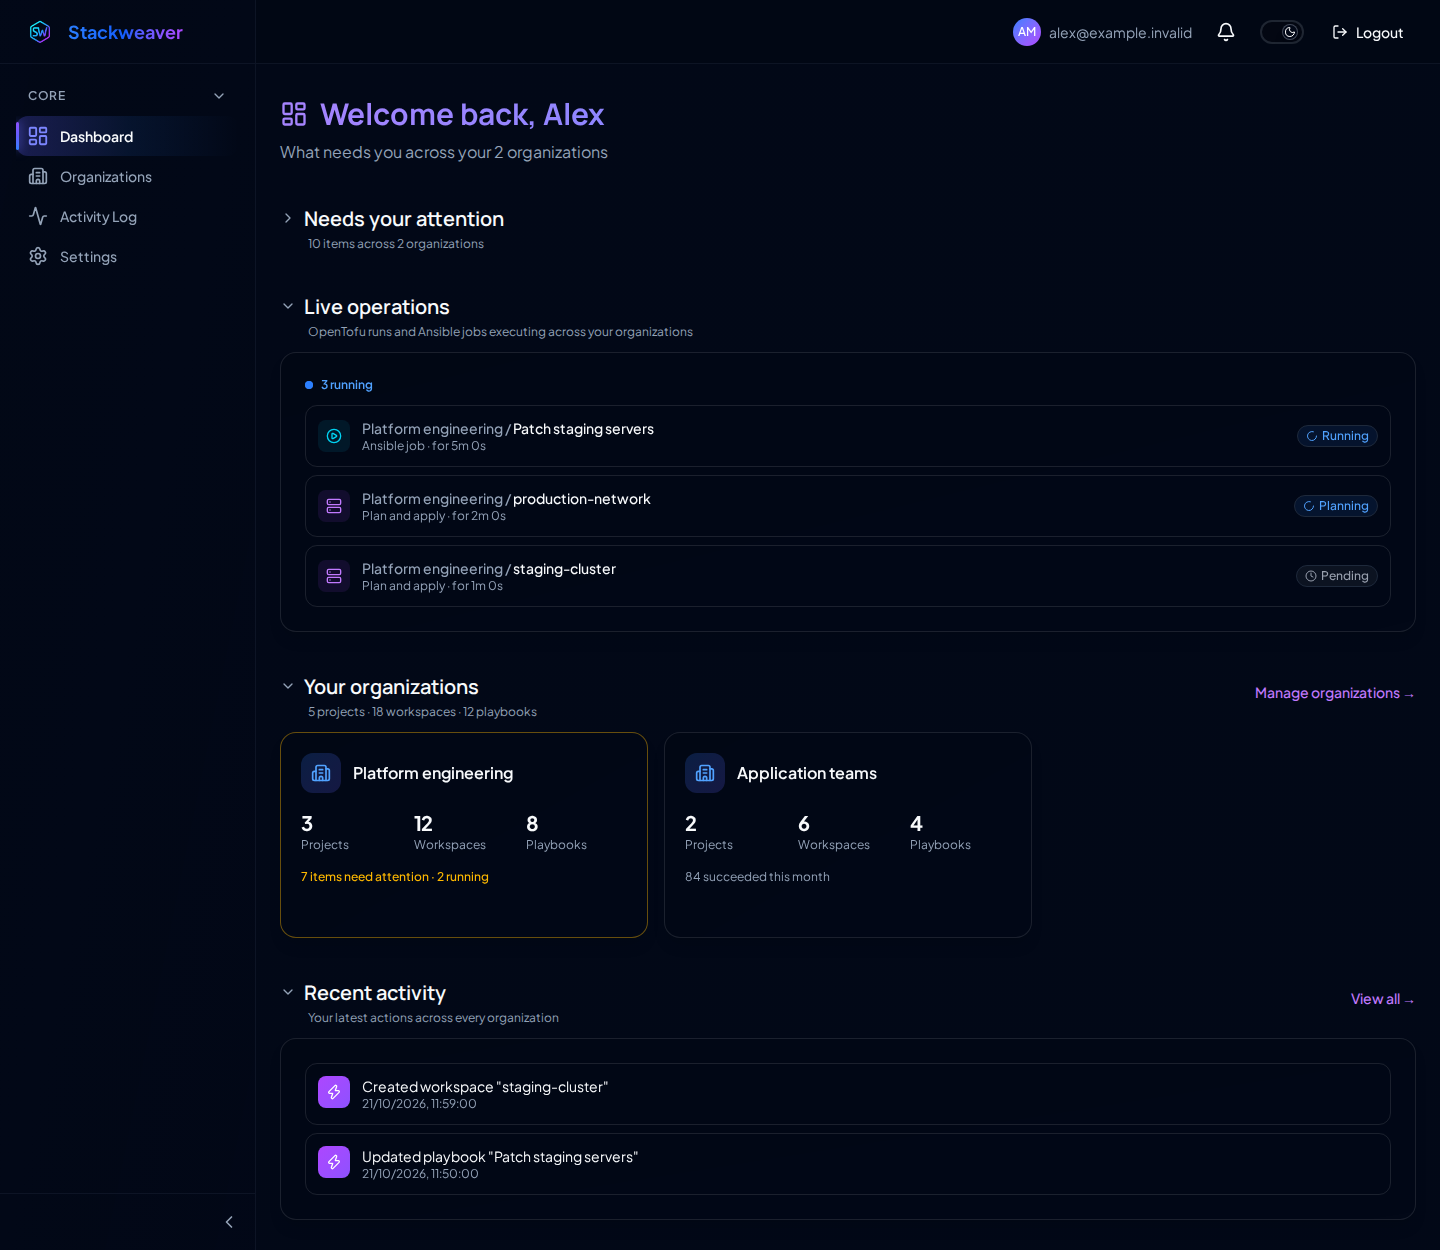 SW Stackweaver
AM alex@example.invalid Logout
CORE
Dashboard
Organizations
Activity Log
Settings
Welcome back, Alex
What needs you across your 2 organizations
Needs your attention
10 items across 2 organizations
Live operations
OpenTofu runs and Ansible jobs executing across your organizations
3 running
Platform engineering / Patch staging servers
Ansible job · for 5m 0s
Running
Platform engineering / production-network
Plan and apply · for 2m 0s
Planning
Platform engineering / staging-cluster
Plan and apply · for 1m 0s
Pending
Your organizations
5 projects · 18 workspaces · 12 playbooks
Manage organizations →
Platform engineering
3 12 8
Projects Workspaces Playbooks
7 items need attention · 2 running
Application teams
2 6 4
Projects Workspaces Playbooks
84 succeeded this month
Recent activity
Your latest actions across every organization
View all →
Created workspace "staging-cluster"
21/10/2026, 11:59:00
Updated playbook "Patch staging servers"
21/10/2026, 11:50:00